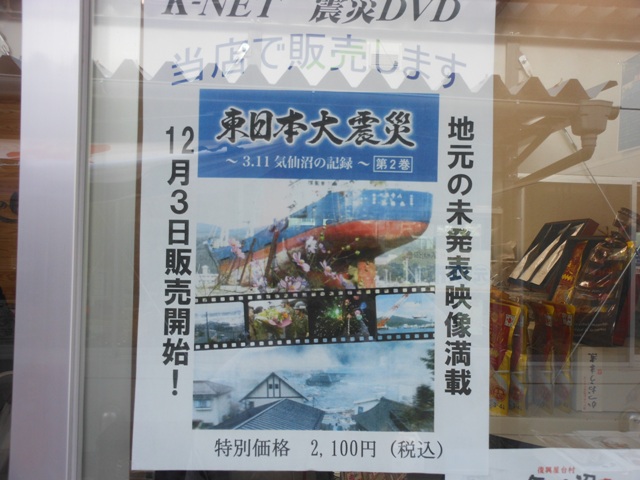 K-NET 震災DVD
当店で販売します
東日本大震災
～3.11 気仙沼の記録～ 第2巻
地元の未発表映像満載
12月3日販売開始！
特別価格 2,100円（税込）